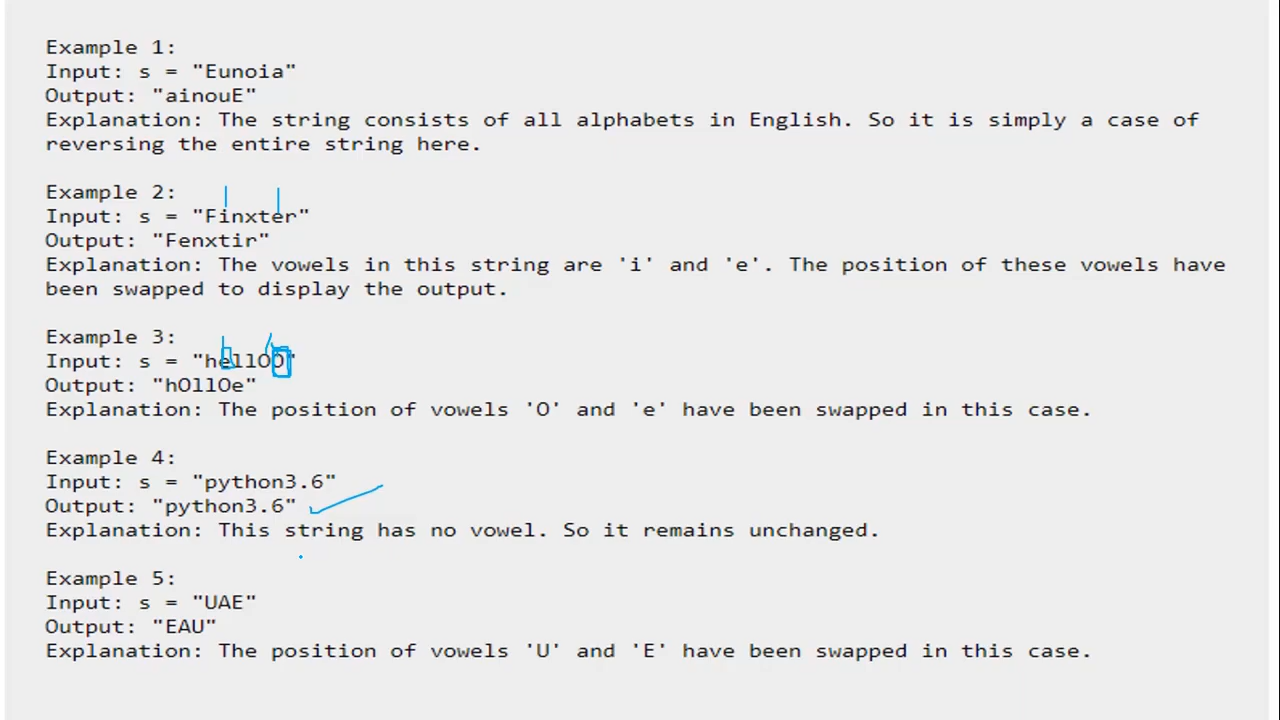 Example 1:
Input: s = "Eunoia"
Output: "ainouE"
Explanation: The string consists of all alphabets in English. So it is simply a case of
reversing the entire string here.
Example 2:
Input: s = "Finxter"
Output: "Fenxtir"
Explanation: The vowels in this string are 'i' and 'e'. The position of these vowels have
been swapped to display the output.
Example 3:
Input: s = "hellOO"
Output: "hOllOe"
Explanation: The position of vowels 'O' and 'e' have been swapped in this case.
Example 4:
Input: s = "python3.6"
Output: "python3.6"
Explanation: This string has no vowel. So it remains unchanged.
Example 5:
Input: s = "UAE"
Output: "EAU"
Explanation: The position of vowels 'U' and 'E' have been swapped in this case.